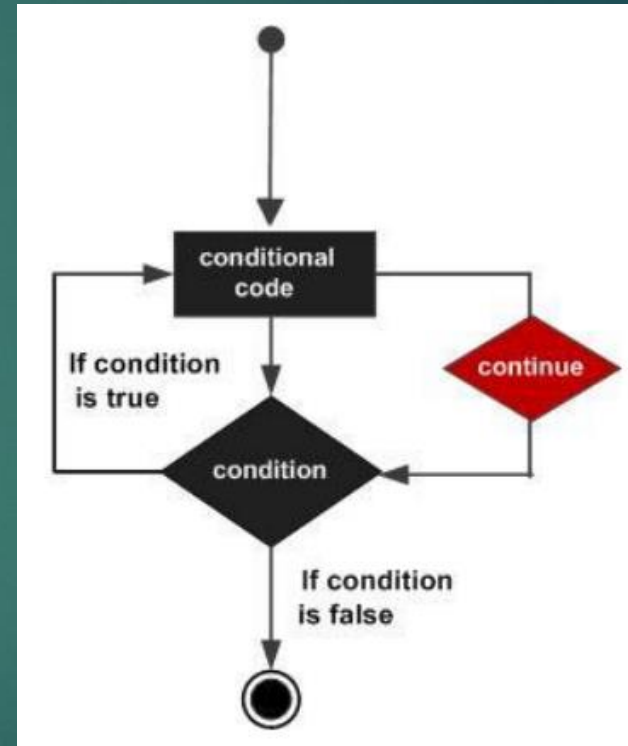 conditional
code
If condition
is true
continue
condition
If condition
is false